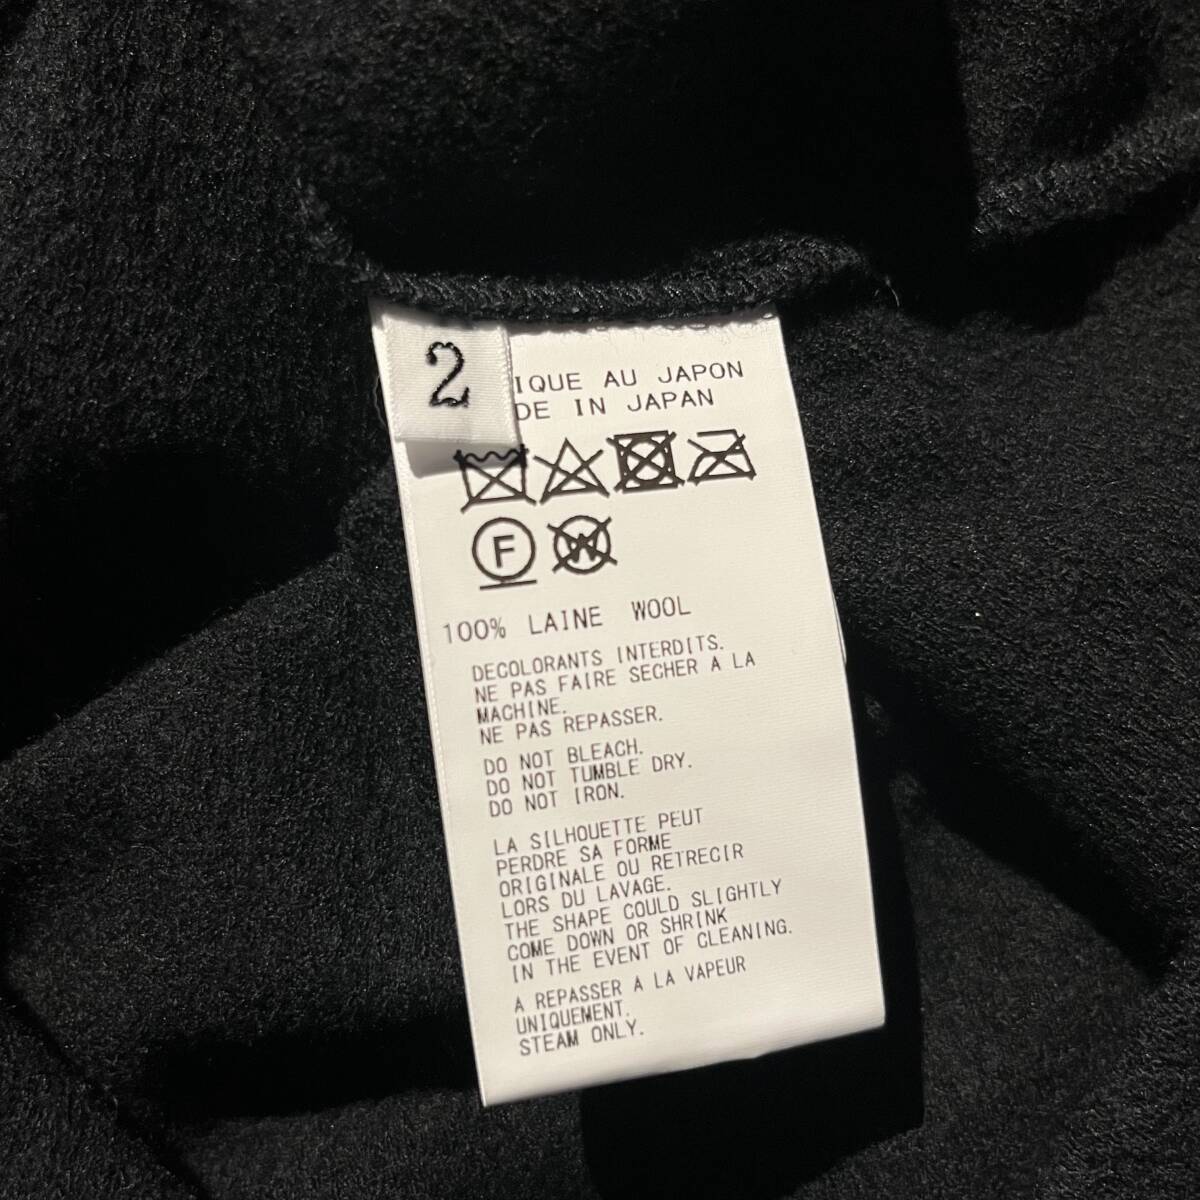 2
IQUE AU JAPON
DE IN JAPAN
F
W
100% LAINE WOOL
DECOLORANTS INTERDITS.
NE PAS FAIRE SECHER A LA
MACHINE.
NE PAS REPASSER.
DO NOT BLEACH.
DO NOT TUMBLE DRY.
DO NOT IRON.
LA SILHOUETTE PEUT
PERDRE SA FORME
ORIGINALE OU RETRECIR
LORS DU LAVAGE.
THE SHAPE COULD SLIGHTLY
COME DOWN OR SHRINK
IN THE EVENT OF CLEANING.
A REPASSER A LA VAPEUR
UNIQUEMENT.
STEAM ONLY.